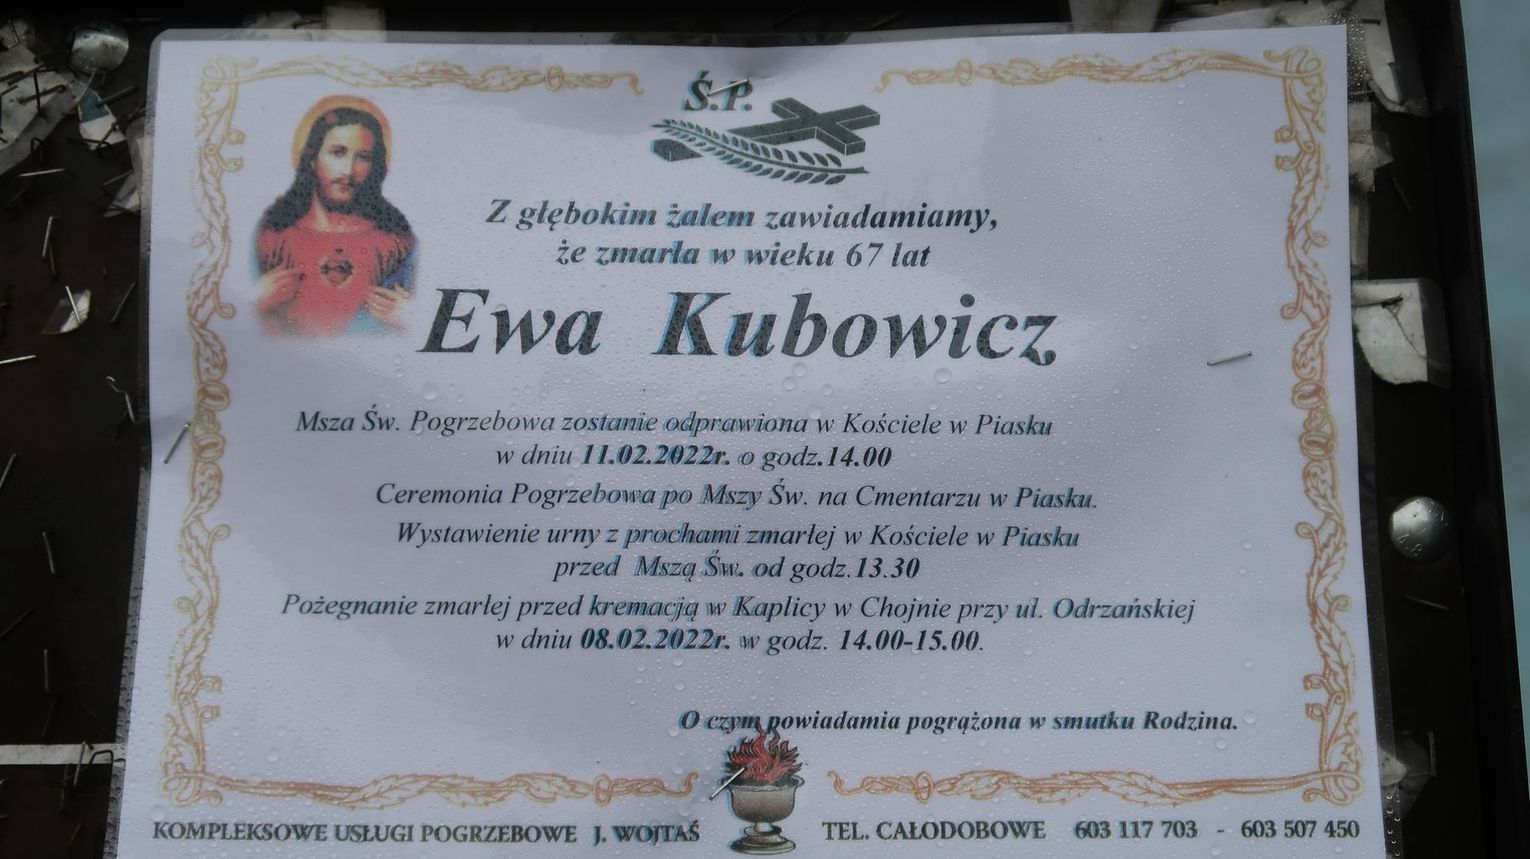 Ś.P.
Z głębokim żalem zawiadamiamy,
że zmarła w wieku 67 lat
Ewa Kubowicz
Msza Św. Pogrzebowa zostanie odprawiona w Kościele w Piasku
w dniu 11.02.2022r. o godz.14.00
Ceremonia Pogrzebowa po Mszy Św. na Cmentarzu w Piasku.
Wystawienie urny z prochami zmarłej w Kościele w Piasku
przed Mszą Św. od godz.13.30
Pożegnanie zmarłej przed kremacją w Kaplicy w Chojnie przy ul. Odrzańskiej
w dniu 08.02.2022r. w godz. 14.00-15.00.
O czym powiadamia pogrążona w smutku Rodzina.
KOMPLEKSOWE USŁUGI POGRZEBOWE J. WOJTAŚ TEL. CAŁODOBOWE 603 117 703 - 603 507 450
4.8